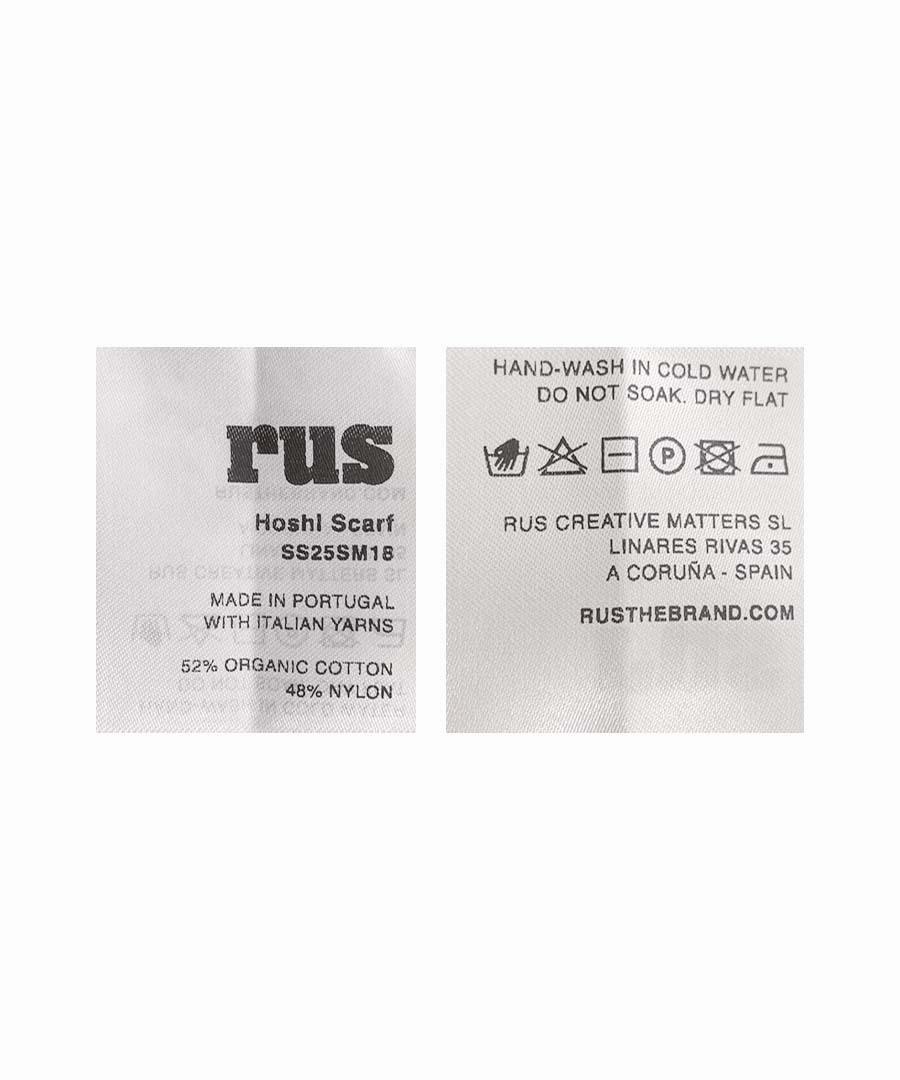 rus
Hoshi Scarf
SS25SM18
MADE IN PORTUGAL
WITH ITALIAN YARNS
52% ORGANIC COTTON
48% NYLON
HAND-WASH IN COLD WATER
DO NOT SOAK. DRY FLAT
P
RUS CREATIVE MATTERS SL
LINARES RIVAS 35
A CORUÑA - SPAIN
RUSTHEBRAND.COM